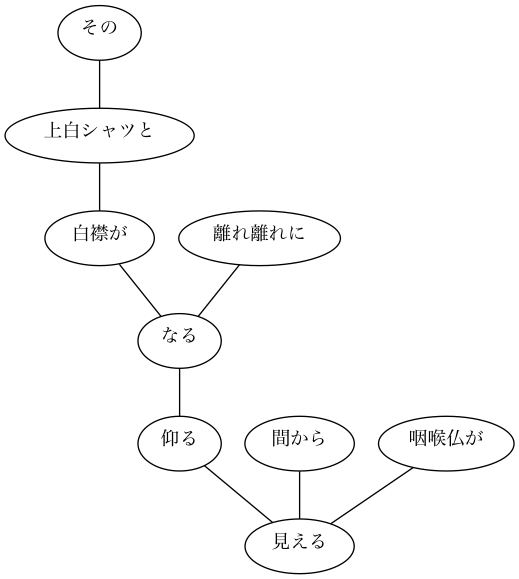 その
上白シャツと
白襟が
離れ離れに
なる
仰る
間から
咽喉仏が
見える